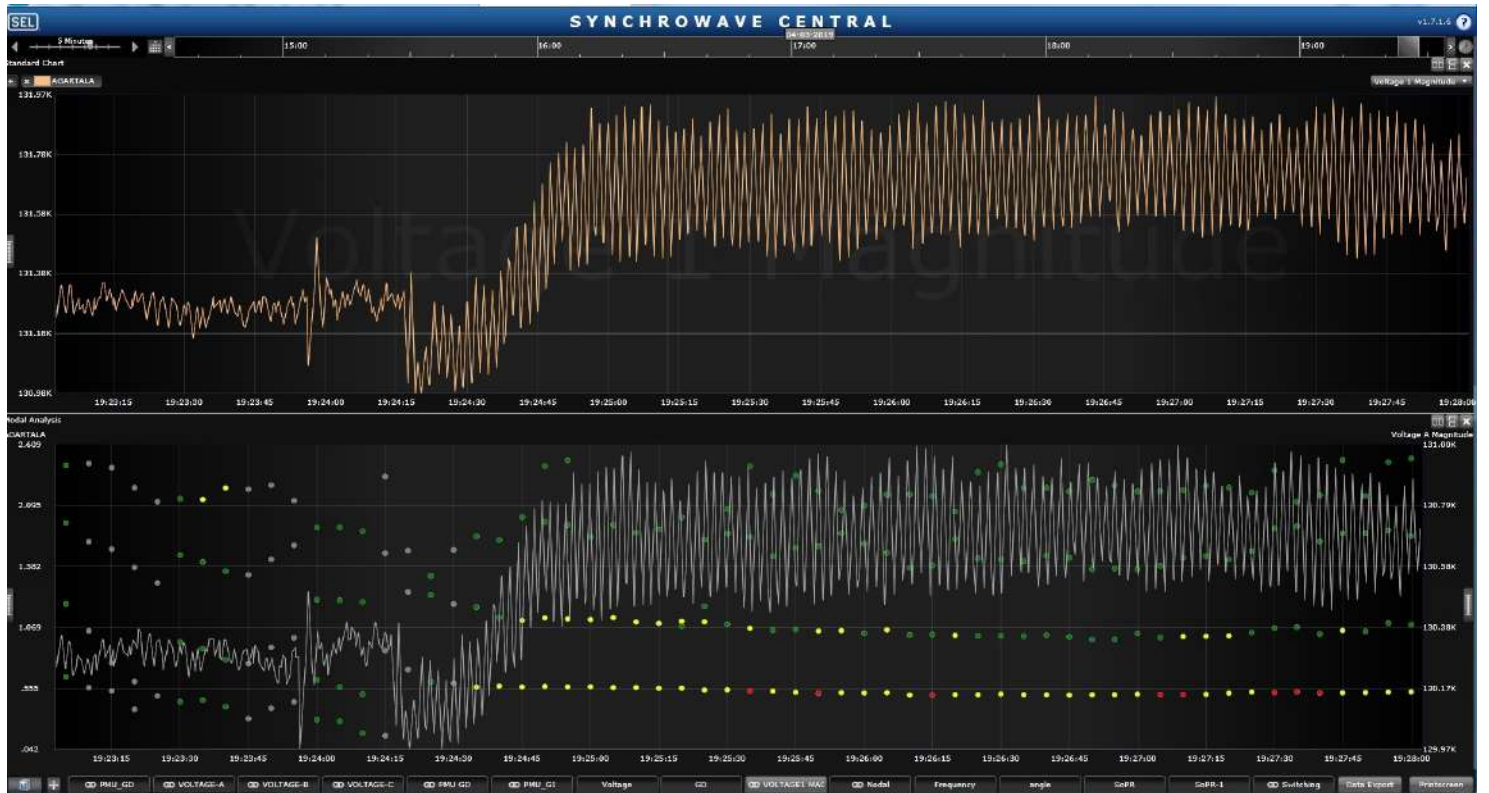 SEL SYNCHROWAVE CENTRAL v1.7.1.6 ?
04-03-2019
5 Minutes 15:00 16:00 17:00 18:00 19:00
Standard Chart
AGARTALA Voltage 1 Magnitude
Voltage 1 Magnitude
131.97K
131.78K
131.58K
131.38K
131.18K
130.98K
19:23:15 19:23:30 19:23:45 19:24:00 19:24:15 19:24:30 19:24:45 19:25:00 19:25:15 19:25:30 19:25:45 19:26:00 19:26:15 19:26:30 19:26:45 19:27:00 19:27:15 19:27:30 19:27:45 19:28:00
Modal Analysis
AGARTALA Voltage A Magnitude
2.609 131.00K
2.095 130.79K
1.582 130.58K
1.069 130.38K
.555 130.17K
.042 129.97K
19:23:15 19:23:30 19:23:45 19:24:00 19:24:15 19:24:30 19:24:45 19:25:00 19:25:15 19:25:30 19:25:45 19:26:00 19:26:15 19:26:30 19:26:45 19:27:00 19:27:15 19:27:30 19:27:45 19:28:00
PMU_GD VOLTAGE-A VOLTAGE-B VOLTAGE-C PMU GD PMU_GI Voltage GD VOLTAGE1 MAG Nodal Frequency angle SoPR SoPR-1 Switching Data Export Printscreen